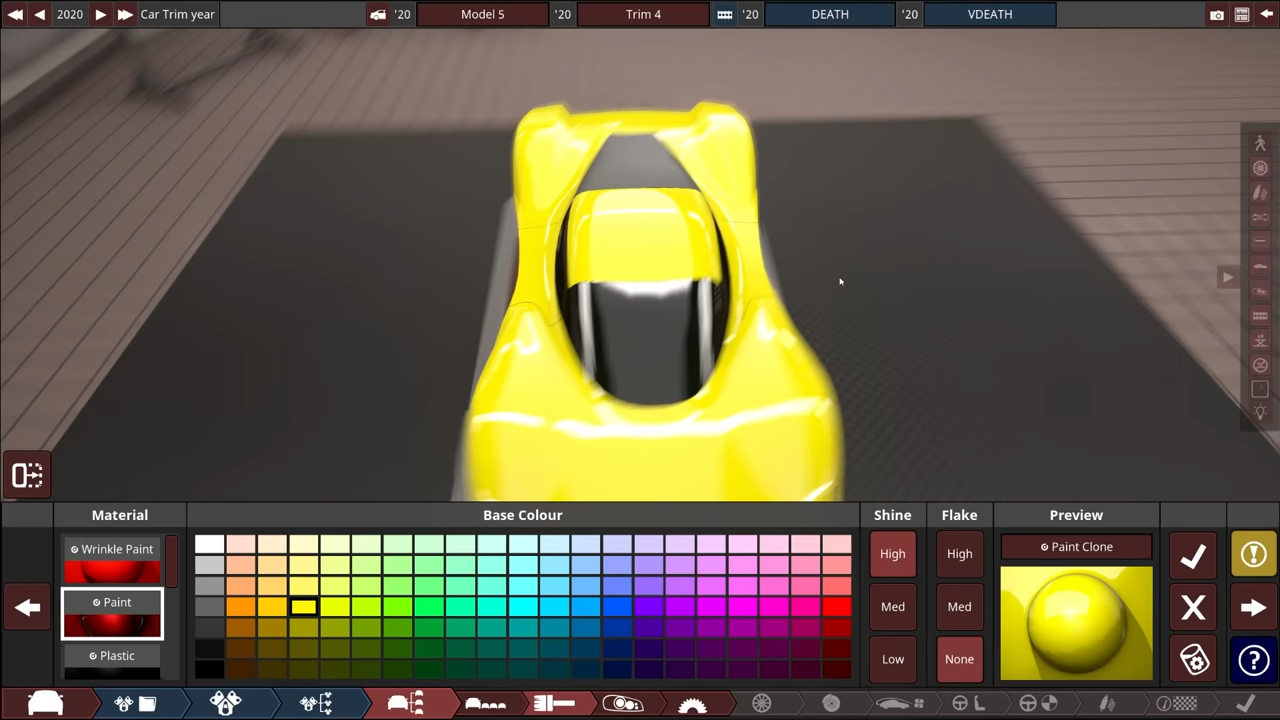 2020 Car Trim year '20 Model 5 '20 Trim 4 '20 DEATH '20 VDEATH
Material Base Colour Shine Flake Preview
Wrinkle Paint
Paint
Plastic
High
Med
Low
High
Med
None
Paint Clone